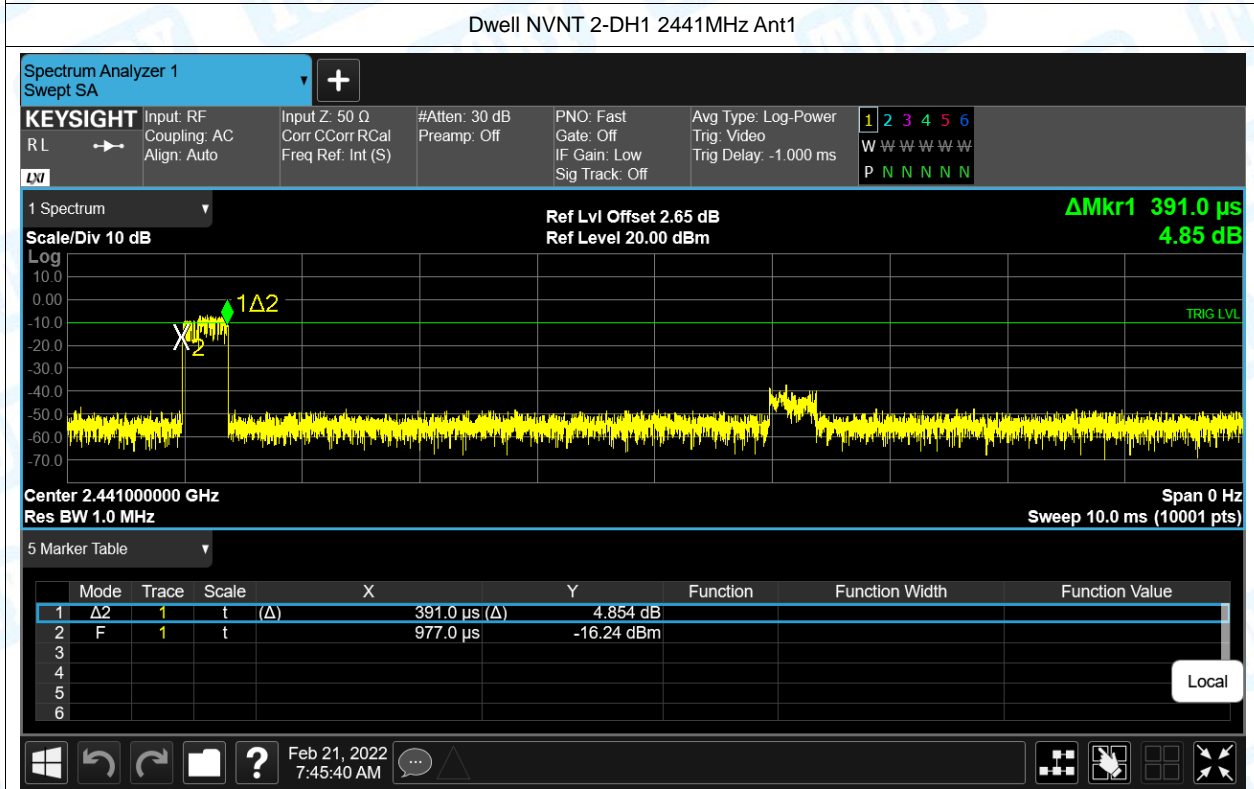 Dwell NVNT 2-DH1 2441MHz Ant1
Spectrum Analyzer 1
Swept SA
KEYSIGHT
R L
LXI
Input: RF
Coupling: AC
Align: Auto
Input Z: 50 Ω
Corr CCorr RCal
Freq Ref: Int (S)
#Atten: 30 dB
Preamp: Off
PNO: Fast
Gate: Off
IF Gain: Low
Sig Track: Off
Avg Type: Log-Power
Trig: Video
Trig Delay: -1.000 ms
1 2 3 4 5 6
W W W W W W
P N N N N N
1 Spectrum
Scale/Div 10 dB
Ref Lvl Offset 2.65 dB
Ref Level 20.00 dBm
ΔMkr1 391.0 µs
4.85 dB
Log
10.0
0.00
-10.0
-20.0
-30.0
-40.0
-50.0
-60.0
-70.0
1Δ2
2
TRIG LVL
Center 2.441000000 GHz
Res BW 1.0 MHz
Span 0 Hz
Sweep 10.0 ms (10001 pts)
5 Marker Table
Mode Trace Scale X Y Function Function Width Function Value
1 Δ2 1 t (Δ) 391.0 µs (Δ) 4.854 dB
2 F 1 t 977.0 µs -16.24 dBm
3
4
5
6
Local
?
Feb 21, 2022
7:45:40 AM